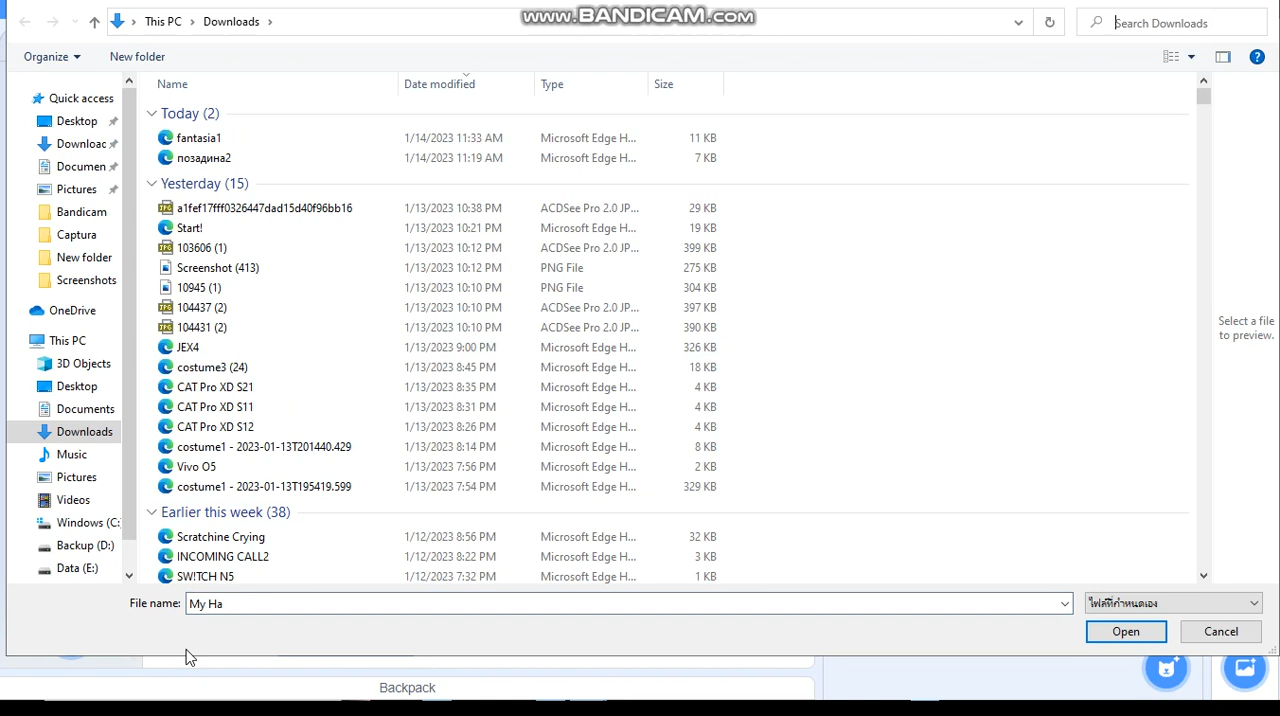 This PC > Downloads >
www.BANDICAM.COM
Search Downloads
Organize
New folder
Name Date modified Type Size
Quick access
Desktop
Downloac
Documen
Pictures
Bandicam
Captura
New folder
Screenshots
OneDrive
This PC
3D Objects
Desktop
Documents
Downloads
Music
Pictures
Videos
Windows (C:
Backup (D:)
Data (E:)
Today (2)
fantasia1 1/14/2023 11:33 AM Microsoft Edge H... 11 KB
позадина2 1/14/2023 11:19 AM Microsoft Edge H... 7 KB
Yesterday (15)
a1fef17fff0326447dad15d40f96bb16 1/13/2023 10:38 PM ACDSee Pro 2.0 JP... 29 KB
Start! 1/13/2023 10:21 PM Microsoft Edge H... 19 KB
103606 (1) 1/13/2023 10:12 PM ACDSee Pro 2.0 JP... 399 KB
Screenshot (413) 1/13/2023 10:12 PM PNG File 275 KB
10945 (1) 1/13/2023 10:10 PM PNG File 304 KB
104437 (2) 1/13/2023 10:10 PM ACDSee Pro 2.0 JP... 397 KB
104431 (2) 1/13/2023 10:10 PM ACDSee Pro 2.0 JP... 390 KB
JEX4 1/13/2023 9:00 PM Microsoft Edge H... 326 KB
costume3 (24) 1/13/2023 8:45 PM Microsoft Edge H... 18 KB
CAT Pro XD S21 1/13/2023 8:35 PM Microsoft Edge H... 4 KB
CAT Pro XD S11 1/13/2023 8:31 PM Microsoft Edge H... 4 KB
CAT Pro XD S12 1/13/2023 8:26 PM Microsoft Edge H... 4 KB
costume1 - 2023-01-13T201440.429 1/13/2023 8:14 PM Microsoft Edge H... 8 KB
Vivo O5 1/13/2023 7:56 PM Microsoft Edge H... 2 KB
costume1 - 2023-01-13T195419.599 1/13/2023 7:54 PM Microsoft Edge H... 329 KB
Earlier this week (38)
Scratchine Crying 1/12/2023 8:56 PM Microsoft Edge H... 32 KB
INCOMING CALL2 1/12/2023 8:22 PM Microsoft Edge H... 3 KB
SW!TCH N5 1/12/2023 7:32 PM Microsoft Edge H... 1 KB
Select a file
to preview.
File name: My Ha
ไฟล์ที่กำหนดเอง
Open
Cancel
Backpack